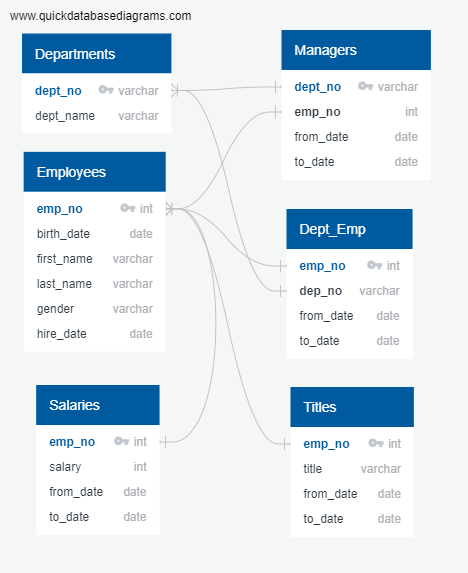 www.quickdatabasediagrams.com
Departments
dept_no varchar
dept_name varchar
Managers
dept_no varchar
emp_no int
from_date date
to_date date
Employees
emp_no int
birth_date date
first_name varchar
last_name varchar
gender varchar
hire_date date
Dept_Emp
emp_no int
dep_no varchar
from_date date
to_date date
Salaries
emp_no int
salary int
from_date date
to_date date
Titles
emp_no int
title varchar
from_date date
to_date date